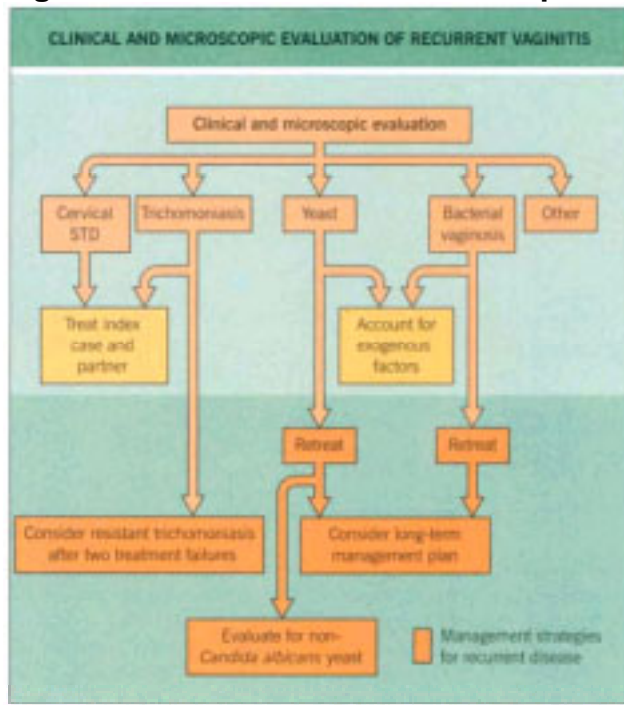 CLINICAL AND MICROSCOPIC EVALUATION OF RECURRENT VAGINITIS
Clinical and microscopic evaluation
Cervical
STD
Trichomoniasis
Yeast
Bacterial
vaginosis
Other
Treat index
case and
partner
Account for
exogenous
factors
Retreat
Retreat
Consider resistant trichomoniasis
after two treatment failures
Consider long-term
management plan
Evaluate for non-
Candida albicans yeast
Management strategies
for recurrent disease